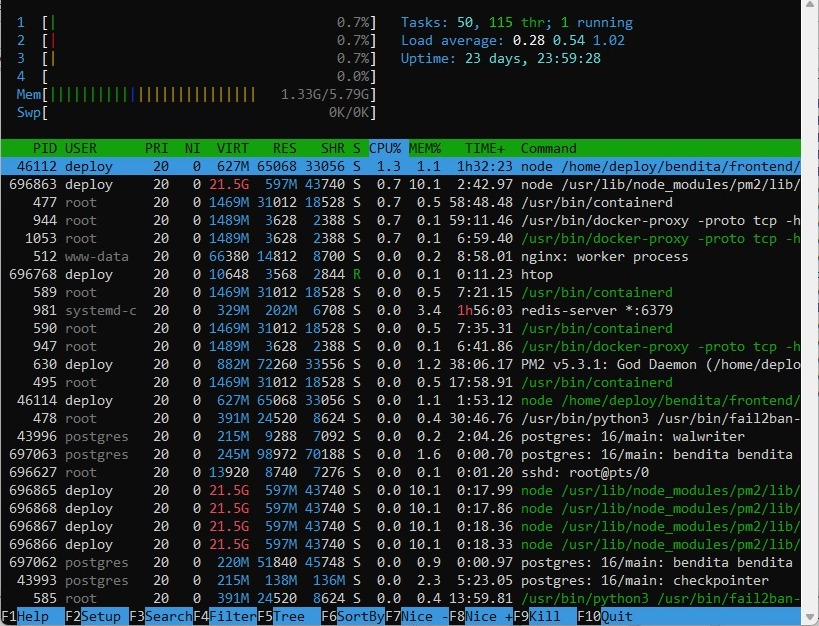 1 [| 0.7%] Tasks: 50, 115 thr; 1 running
2 [| 0.7%] Load average: 0.28 0.54 1.02
3 [| 0.7%] Uptime: 23 days, 23:59:28
4 [ 0.0%]
Mem[|||||||||||||||||||||||||| 1.33G/5.79G]
Swp[ 0K/0K]
PID USER PRI NI VIRT RES SHR S CPU% MEM% TIME+ Command
46112 deploy 20 0 627M 65068 33056 S 1.3 1.1 1h32:23 node /home/deploy/bendita/frontend/
696863 deploy 20 0 21.5G 597M 43740 S 0.7 10.1 2:42.97 node /usr/lib/node_modules/pm2/lib/
477 root 20 0 1469M 31012 18528 S 0.7 0.5 58:48.48 /usr/bin/containerd
944 root 20 0 1489M 3628 2388 S 0.7 0.1 59:11.46 /usr/bin/docker-proxy -proto tcp -h
1053 root 20 0 1489M 3628 2388 S 0.7 0.1 6:59.40 /usr/bin/docker-proxy -proto tcp -h
512 www-data 20 0 66380 14812 8700 S 0.0 0.2 8:58.01 nginx: worker process
696768 deploy 20 0 10648 3568 2844 R 0.0 0.1 0:11.23 htop
589 root 20 0 1469M 31012 18528 S 0.0 0.5 7:21.15 /usr/bin/containerd
981 systemd-c 20 0 329M 202M 6708 S 0.0 3.4 1h56:03 redis-server *:6379
590 root 20 0 1469M 31012 18528 S 0.0 0.5 7:35.31 /usr/bin/containerd
947 root 20 0 1489M 3628 2388 S 0.0 0.1 6:41.86 /usr/bin/docker-proxy -proto tcp -h
630 deploy 20 0 882M 72260 33556 S 0.0 1.2 38:06.17 PM2 v5.3.1: God Daemon (/home/deplo
495 root 20 0 1469M 31012 18528 S 0.0 0.5 17:58.91 /usr/bin/containerd
46114 deploy 20 0 627M 65068 33056 S 0.0 1.1 1:53.12 node /home/deploy/bendita/frontend/
478 root 20 0 391M 24520 8624 S 0.0 0.4 30:46.76 /usr/bin/python3 /usr/bin/fail2ban-
43996 postgres 20 0 215M 9288 7092 S 0.0 0.2 2:04.26 postgres: 16/main: walwriter
697063 postgres 20 0 245M 98972 70188 S 0.0 1.6 0:00.70 postgres: 16/main: bendita bendita
696627 root 20 0 13920 8740 7276 S 0.0 0.1 0:01.20 sshd: root@pts/0
696865 deploy 20 0 21.5G 597M 43740 S 0.0 10.1 0:17.99 node /usr/lib/node_modules/pm2/lib/
696868 deploy 20 0 21.5G 597M 43740 S 0.0 10.1 0:17.86 node /usr/lib/node_modules/pm2/lib/
696867 deploy 20 0 21.5G 597M 43740 S 0.0 10.1 0:18.36 node /usr/lib/node_modules/pm2/lib/
696866 deploy 20 0 21.5G 597M 43740 S 0.0 10.1 0:18.33 node /usr/lib/node_modules/pm2/lib/
697062 postgres 20 0 220M 51840 45748 S 0.0 0.9 0:00.97 postgres: 16/main: bendita bendita
43993 postgres 20 0 215M 138M 136M S 0.0 2.3 5:23.05 postgres: 16/main: checkpointer
585 root 20 0 391M 24520 8624 S 0.0 0.4 13:59.81 /usr/bin/python3 /usr/bin/fail2ban-
F1Help F2Setup F3SearchF4FilterF5Tree F6SortByF7Nice -F8Nice +F9Kill F10Quit